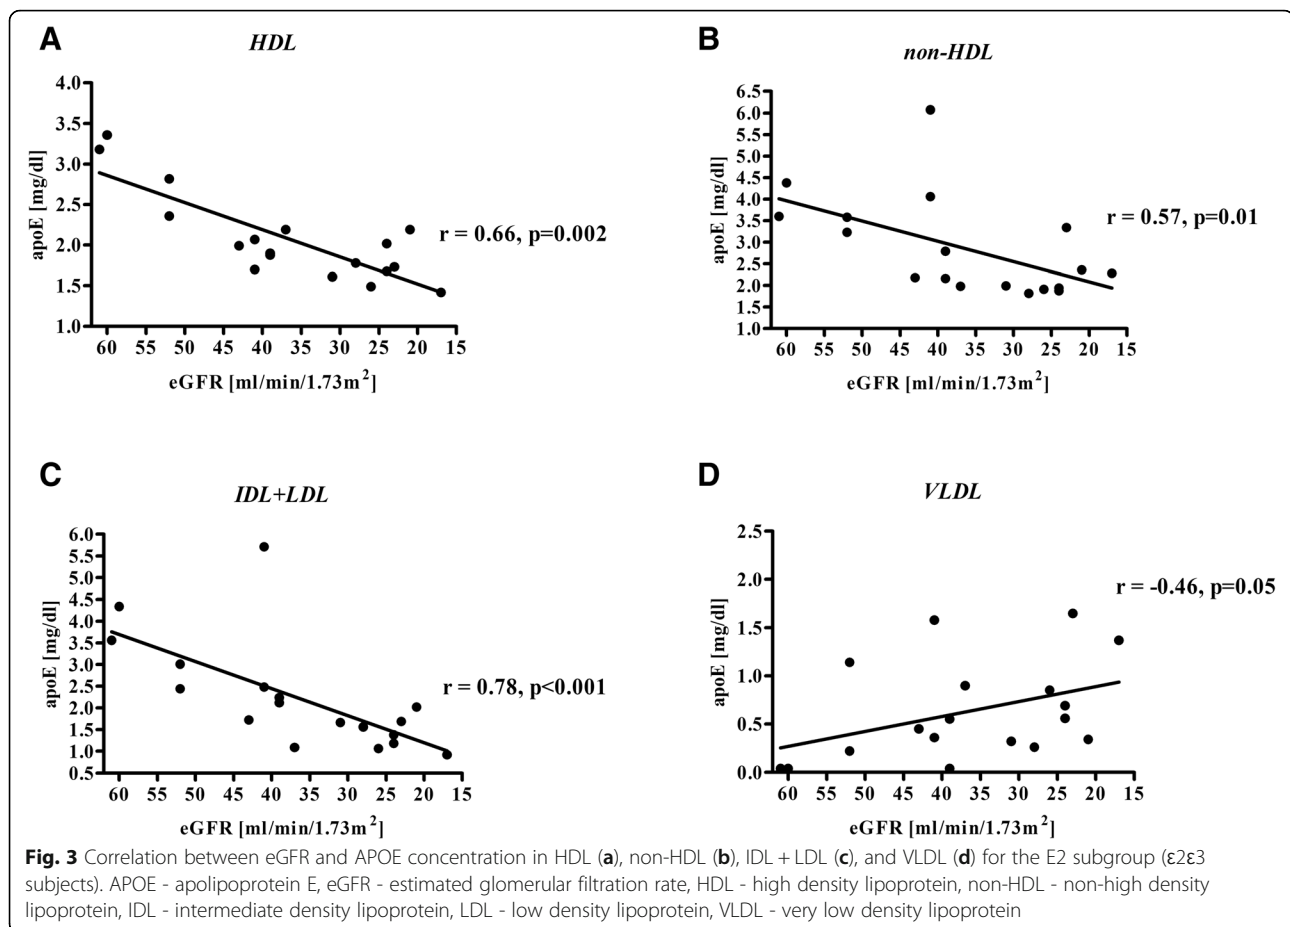 A
HDL
4.0
3.5
3.0
2.5
2.0
1.5
1.0
apoE [mg/dl]
r = 0.66, p=0.002
60 55 50 45 40 35 30 25 20 15
eGFR [ml/min/1.73m²]
B
non-HDL
6.5
6.0
5.5
5.0
4.5
4.0
3.5
3.0
2.5
2.0
1.5
1.0
apoE [mg/dl]
r = 0.57, p=0.01
60 55 50 45 40 35 30 25 20 15
eGFR [ml/min/1.73m²]
C
IDL+LDL
6.0
5.5
5.0
4.5
4.0
3.5
3.0
2.5
2.0
1.5
1.0
0.5
apoE [mg/dl]
r = 0.78, p<0.001
60 55 50 45 40 35 30 25 20 15
eGFR [ml/min/1.73m²]
D
VLDL
2.5
2.0
1.5
1.0
0.5
0.0
apoE [mg/dl]
r = -0.46, p=0.05
60 55 50 45 40 35 30 25 20 15
eGFR [ml/min/1.73m²]
Fig. 3 Correlation between eGFR and APOE concentration in HDL (a), non-HDL (b), IDL + LDL (c), and VLDL (d) for the E2 subgroup (ε2ε3
subjects). APOE - apolipoprotein E, eGFR - estimated glomerular filtration rate, HDL - high density lipoprotein, non-HDL - non-high density
lipoprotein, IDL - intermediate density lipoprotein, LDL - low density lipoprotein, VLDL - very low density lipoprotein